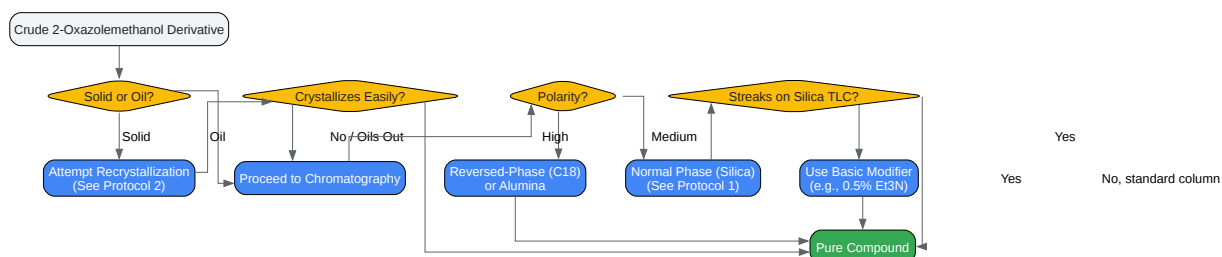 Crude 2-Oxazolemethanol Derivative
Solid or Oil?
Crystallizes Easily?
Polarity?
Streaks on Silica TLC?
Solid
Oil
No / Oils Out
High
Medium
Yes
Attempt Recrystallization
(See Protocol 2)
Proceed to Chromatography
Reversed-Phase (C18)
or Alumina
Normal Phase (Silica)
(See Protocol 1)
Use Basic Modifier
(e.g., 0.5% Et3N)
Yes
No, standard column
Pure Compound